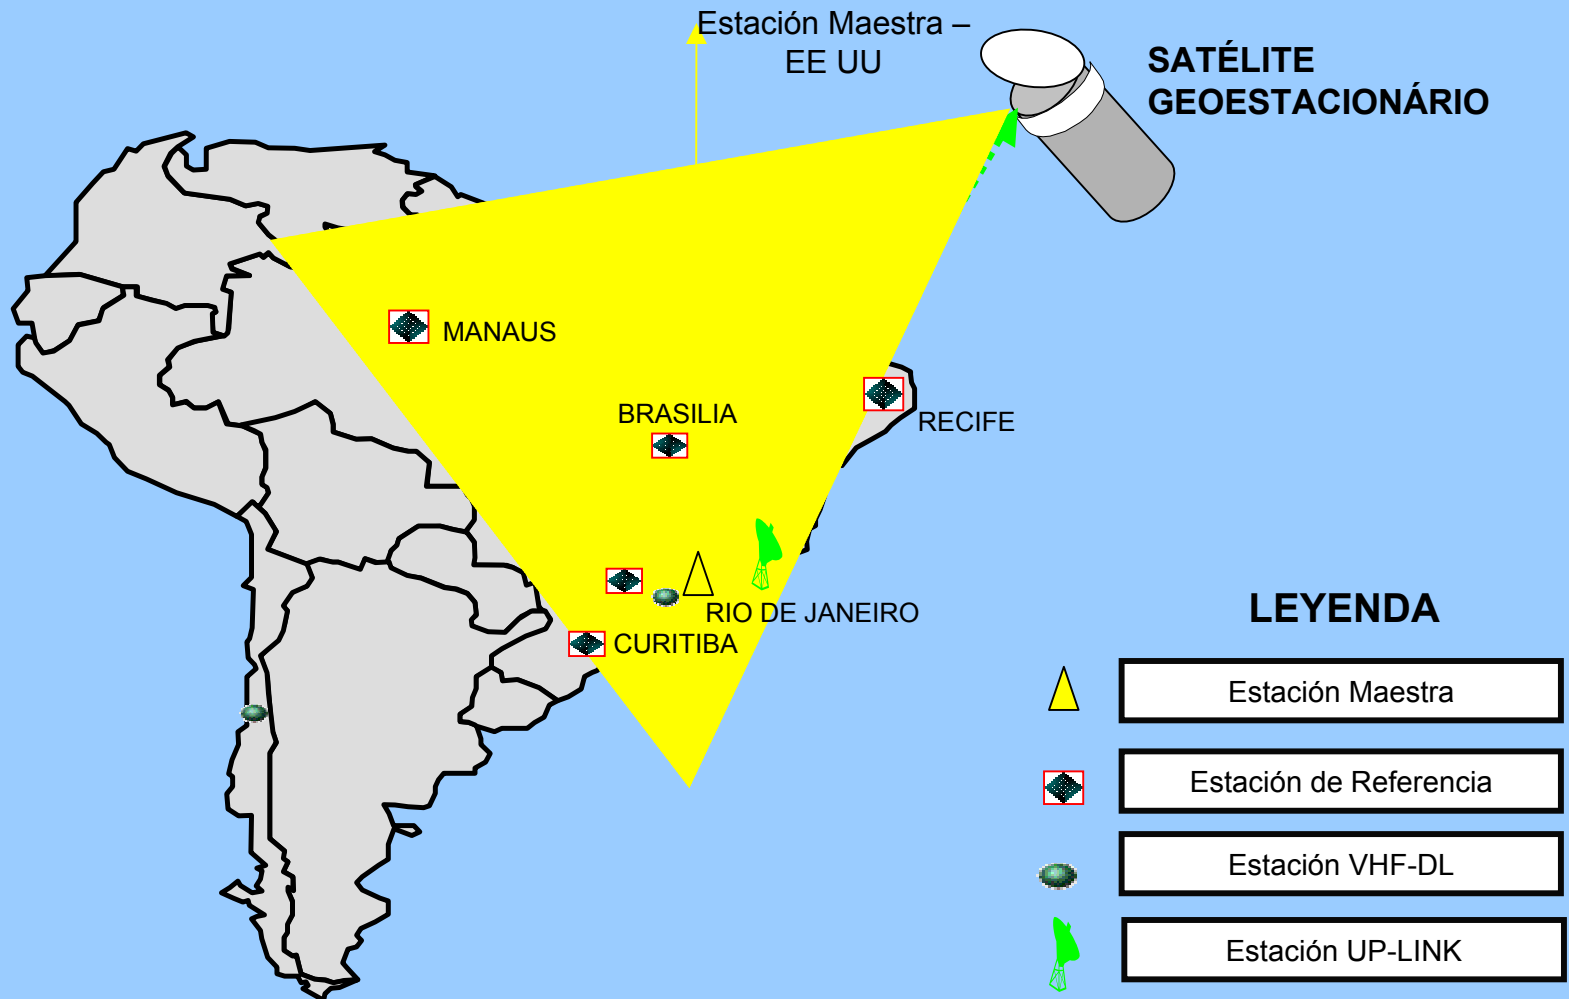 Estación Maestra –
EE UU
SATÉLITE
GEOESTACIONÁRIO
MANAUS
BRASILIA
RECIFE
RIO DE JANEIRO
CURITIBA
LEYENDA
Estación Maestra
Estación de Referencia
Estación VHF-DL
Estación UP-LINK